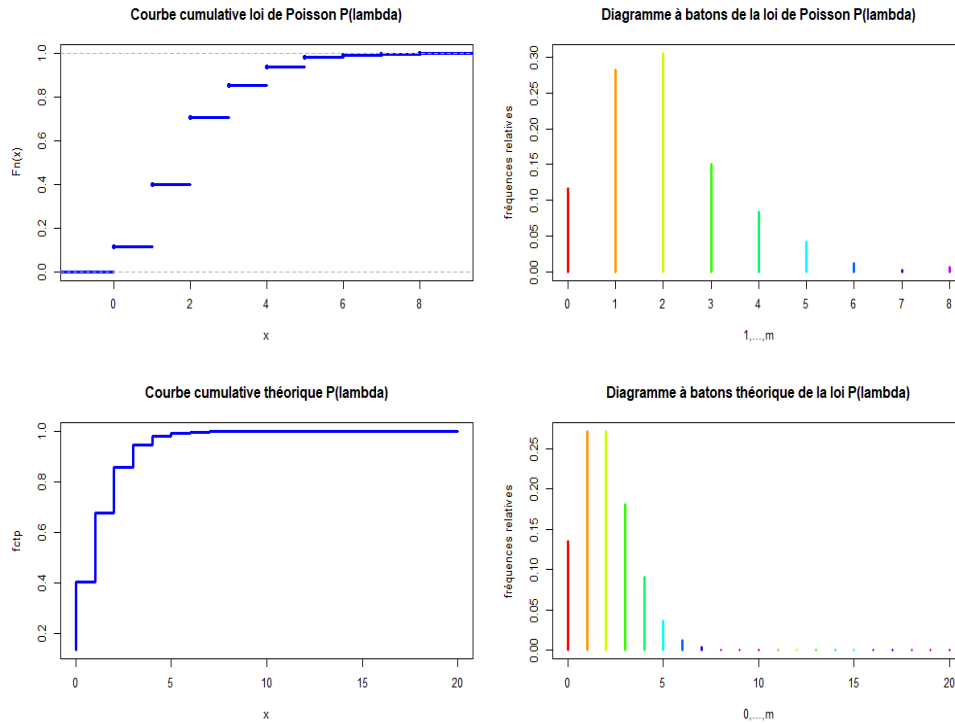 Courbe cumulative loi de Poisson P(lambda)
Fn(x)
0.0 0.2 0.4 0.6 0.8 1.0
0 2 4 6 8
x
Diagramme à batons de la loi de Poisson P(lambda)
fréquences relatives
0.00 0.05 0.10 0.15 0.20 0.25 0.30
0 1 2 3 4 5 6 7 8
1,...,m
Courbe cumulative théorique P(lambda)
fctp
0.2 0.4 0.6 0.8 1.0
0 5 10 15 20
x
Diagramme à batons théorique de la loi P(lambda)
fréquences relatives
0.00 0.05 0.10 0.15 0.20 0.25
0 5 10 15 20
0,...,m